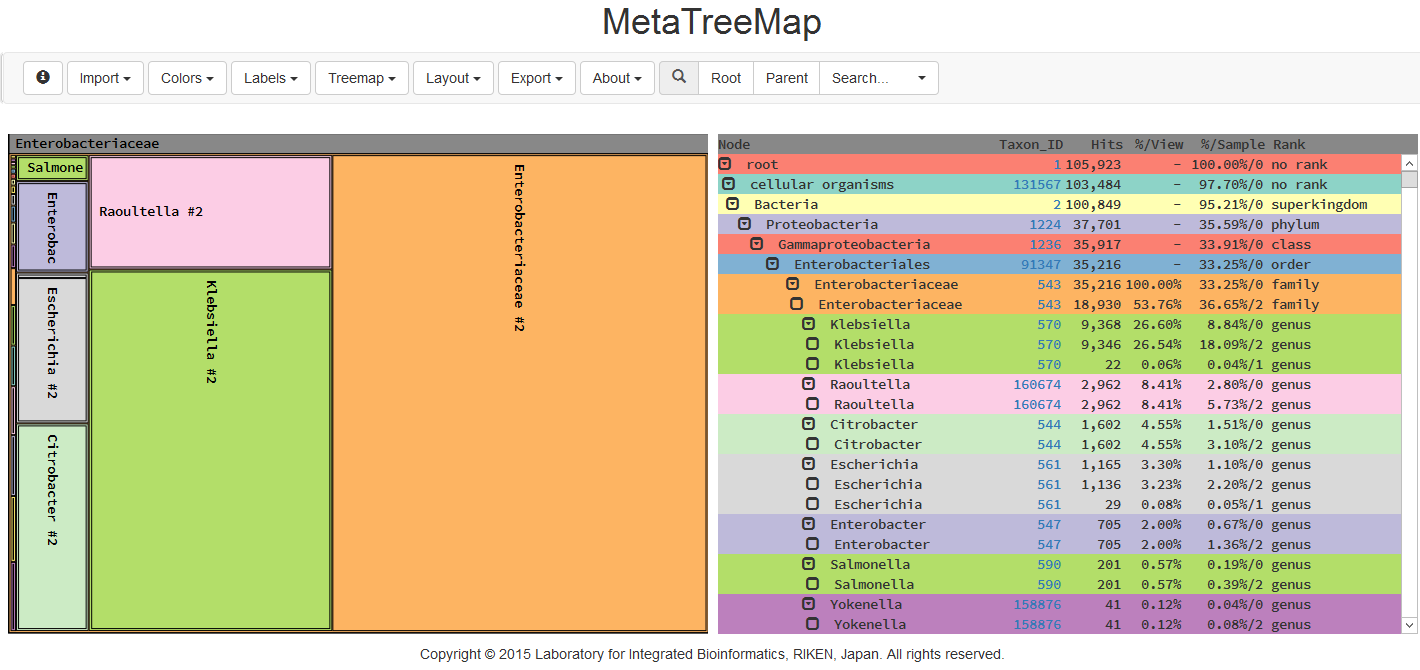 MetaTreeMap
Import Colors Labels Treemap Layout Export About Root Parent Search...
Enterobacteriaceae
Salmone
Enterobac
Escherichia #2
Citrobacter #2
Raoultella #2
Klebsiella #2
Enterobacteriaceae #2
Node Taxon_ID Hits %/View %/Sample Rank
root 1 105,923 – 100.00%/0 no rank
cellular organisms 131567 103,484 – 97.70%/0 no rank
Bacteria 2 100,849 – 95.21%/0 superkingdom
Proteobacteria 1224 37,701 – 35.59%/0 phylum
Gammaproteobacteria 1236 35,917 – 33.91%/0 class
Enterobacteriales 91347 35,216 – 33.25%/0 order
Enterobacteriaceae 543 35,216 100.00% 33.25%/0 family
Enterobacteriaceae 543 18,930 53.76% 36.65%/2 family
Klebsiella 570 9,368 26.60% 8.84%/0 genus
Klebsiella 570 9,346 26.54% 18.09%/2 genus
Klebsiella 570 22 0.06% 0.04%/1 genus
Raoultella 160674 2,962 8.41% 2.80%/0 genus
Raoultella 160674 2,962 8.41% 5.73%/2 genus
Citrobacter 544 1,602 4.55% 1.51%/0 genus
Citrobacter 544 1,602 4.55% 3.10%/2 genus
Escherichia 561 1,165 3.30% 1.10%/0 genus
Escherichia 561 1,136 3.23% 2.20%/2 genus
Escherichia 561 29 0.08% 0.05%/1 genus
Enterobacter 547 705 2.00% 0.67%/0 genus
Enterobacter 547 705 2.00% 1.36%/2 genus
Salmonella 590 201 0.57% 0.19%/0 genus
Salmonella 590 201 0.57% 0.39%/2 genus
Yokenella 158876 41 0.12% 0.04%/0 genus
Yokenella 158876 41 0.12% 0.08%/2 genus
Copyright © 2015 Laboratory for Integrated Bioinformatics, RIKEN, Japan. All rights reserved.